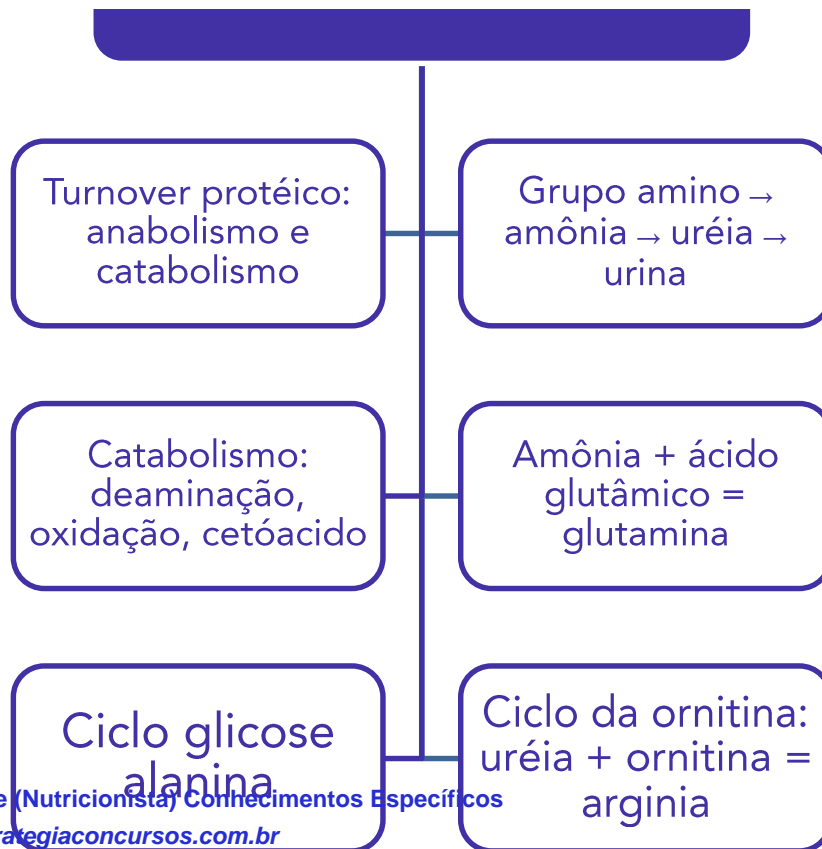 Turnover protéico:
anabolismo e
catabolismo
Grupo amino →
amônia → uréia →
urina
Catabolismo:
deaminação,
oxidação, cetóacido
Amônia + ácido
glutâmico =
glutamina
Ciclo glicose
alanina
Ciclo da ornitina:
uréia + ornitina =
arginia
e (Nutricionista) Conhecimentos Específicos
rategiaconcursos.com.br